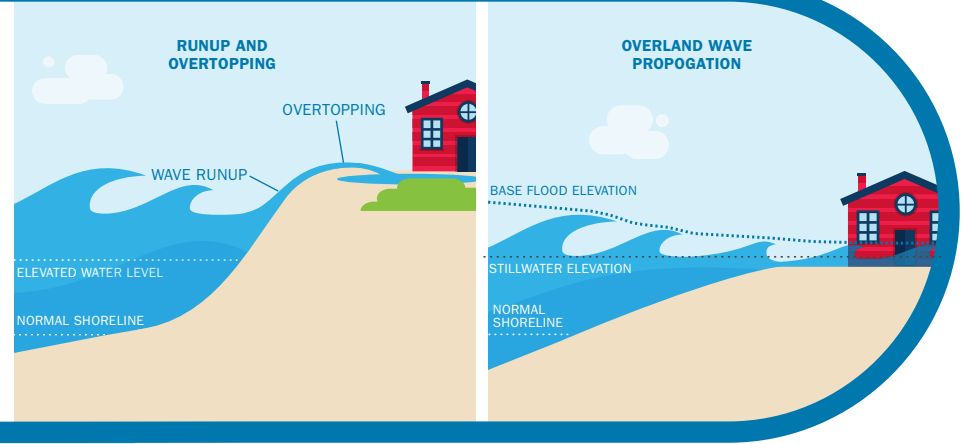 RUNUP AND
OVERTOPPING
OVERTOPPING
WAVE RUNUP
ELEVATED WATER LEVEL
NORMAL SHORELINE
OVERLAND WAVE
PROPOGATION
BASE FLOOD ELEVATION
STILLWATER ELEVATION
NORMAL
SHORELINE